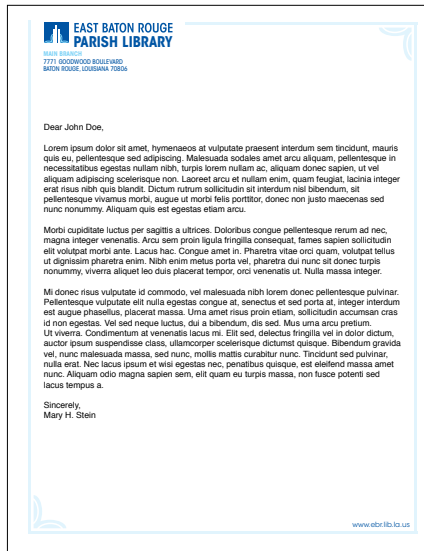 EAST BATON ROUGE
PARISH LIBRARY
MAIN BRANCH
7771 GOODWOOD BOULEVARD
BATON ROUGE, LOUISIANA 70806
Dear John Doe,
Lorem ipsum dolor sit amet, hymenaeos at vulputate praesent interdum sem tincidunt, mauris
quis eu, pellentesque sed adipiscing. Malesuada sodales amet arcu aliquam, pellentesque in
necessitatibus egestas nullam nibh, turpis lorem nullam ac, aliquam donec sapien, ut vel
aliquam adipiscing scelerisque non. Laoreet arcu et nullam enim, quam feugiat, lacinia integer
erat risus nibh quis blandit. Dictum rutrum sollicitudin sit interdum nisl bibendum, sit
pellentesque vivamus morbi, augue ut morbi felis porttitor, donec non justo maecenas sed
nunc nonummy. Aliquam quis est egestas etiam arcu.
Morbi cupiditate luctus per sagittis a ultrices. Doloribus congue pellentesque rerum ad nec,
magna integer venenatis. Arcu sem proin ligula fringilla consequat, fames sapien sollicitudin
elit volutpat morbi ante. Lacus hac. Congue amet in. Pharetra vitae orci quam, volutpat tellus
ut dignissim pharetra enim. Nibh enim metus porta vel, pharetra dui nunc sit donec turpis
nonummy, viverra aliquet leo duis placerat tempor, orci venenatis ut. Nulla massa integer.
Mi donec risus vulputate id commodo, vel malesuada nibh lorem donec pellentesque pulvinar.
Pellentesque vulputate elit nulla egestas congue at, senectus et sed porta at, integer interdum
est augue phasellus, placerat massa. Urna amet risus proin etiam, sollicitudin accumsan cras
id non egestas. Vel sed neque luctus, dui a bibendum, dis sed. Mus urna arcu pretium.
Ut viverra. Condimentum at venenatis lacus mi. Elit sed, delectus fringilla vel in dolor dictum,
auctor ipsum suspendisse class, ullamcorper scelerisque dictumst quisque. Bibendum gravida
vel, nunc malesuada massa, sed nunc, mollis mattis curabitur nunc. Tincidunt sed pulvinar,
nulla erat. Nec lacus ipsum et wisi egestas nec, penatibus quisque, est eleifend massa amet
nunc. Aliquam odio magna sapien sem, elit quam eu turpis massa, non fusce potenti sed
lacus tempus a.
Sincerely,
Mary H. Stein
www.ebr.lib.la.us